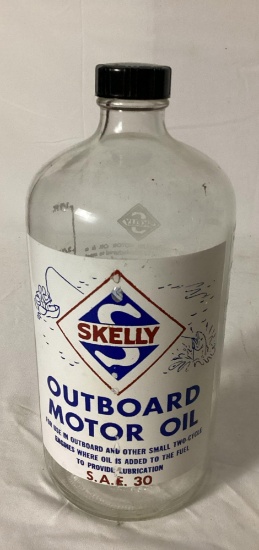 SKELLY
OUTBOARD
MOTOR OIL
FOR USE IN OUTBOARD AND OTHER SMALL TWO-CYCLE
ENGINES WHERE OIL IS ADDED TO THE FUEL
TO PROVIDE LUBRICATION
S.A.E. 30